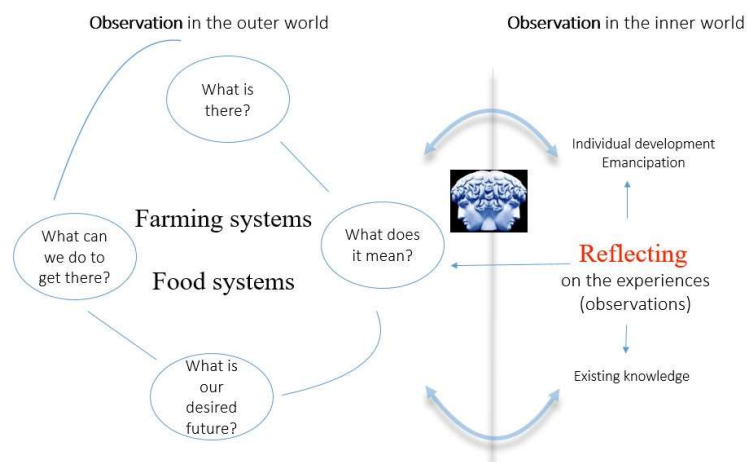 Observation in the outer world
Observation in the inner world
What is
there?
Individual development
Emancipation
Farming systems
What can
we do to
get there?
What does
it mean?
Food systems
Reflecting
on the experiences
(observations)
What is
our
desired
future?
Existing knowledge